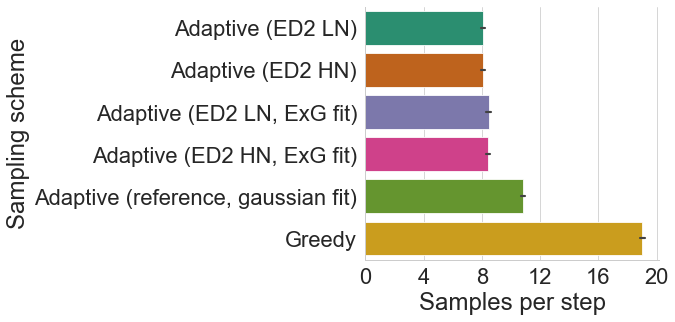 Sampling scheme
Adaptive (ED2 LN)
Adaptive (ED2 HN)
Adaptive (ED2 LN, ExG fit)
Adaptive (ED2 HN, ExG fit)
Adaptive (reference, gaussian fit)
Greedy
0 4 8 12 16 20
Samples per step